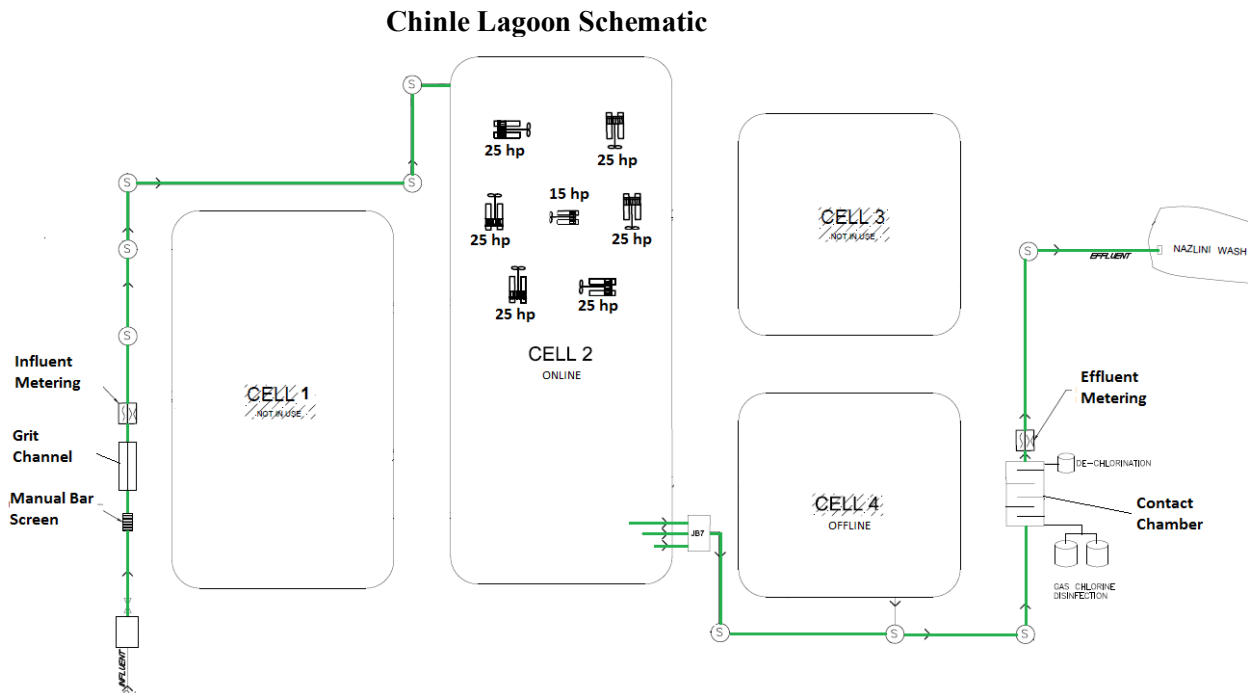 Chinle Lagoon Schematic
S
S
S
S
S
25 hp
25 hp
15 hp
25 hp
25 hp
25 hp
25 hp
CELL 2
ONLINE
CELL 1
NOT IN USE
CELL 3
NOT IN USE
CELL 4
OFFLINE
Influent
Metering
Grit
Channel
Manual Bar
Screen
INFLUENT
JB7
S
S
S
S
EFFLUENT
NAZLINI WASH
Effluent
Metering
DE-CHLORINATION
Contact
Chamber
GAS CHLORINE
DISINFECTION